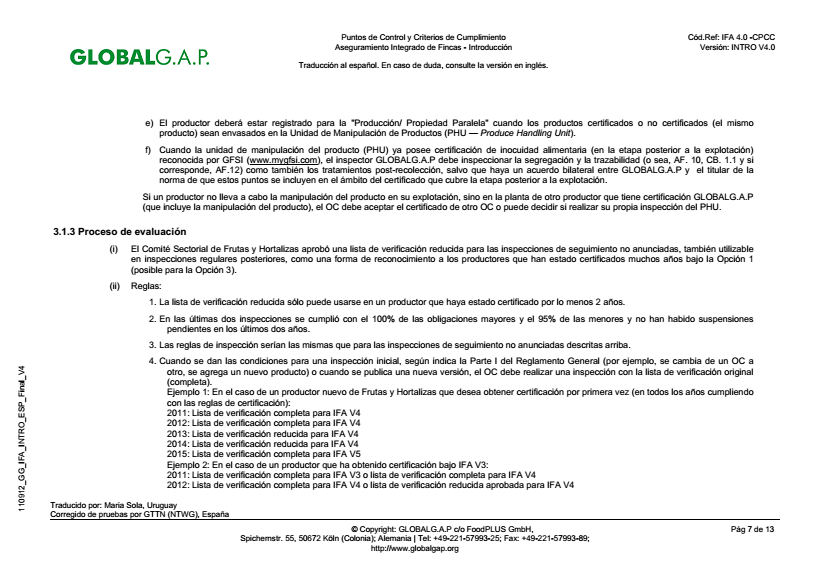 GLOBALG.A.P.
Puntos de Control y Criterios de Cumplimiento
Aseguramiento Integrado de Fincas - Introducción
Traducción al español. En caso de duda, consulte la versión en inglés.
Cód.Ref: IFA 4.0 -CPCC
Versión: INTRO V4.0
e) El productor deberá estar registrado para la "Producción/ Propiedad Paralela" cuando los productos certificados o no certificados (el mismo
producto) sean envasados en la Unidad de Manipulación de Productos (PHU — Produce Handling Unit).
f) Cuando la unidad de manipulación del producto (PHU) ya posee certificación de inocuidad alimentaria (en la etapa posterior a la explotación)
reconocida por GFSI (www.mygfsi.com), el inspector GLOBALG.A.P debe inspeccionar la segregación y la trazabilidad (o sea, AF. 10, CB. 1.1 y si
corresponde, AF.12) como también los tratamientos post-recolección, salvo que haya un acuerdo bilateral entre GLOBALG.A.P y el titular de la
norma de que estos puntos se incluyen en el ámbito del certificado que cubre la etapa posterior a la explotación.
Si un productor no lleva a cabo la manipulación del producto en su explotación, sino en la planta de otro productor que tiene certificación GLOBALG.A.P
(que incluye la manipulación del producto), el OC debe aceptar el certificado de otro OC o puede decidir si realizar su propia inspección del PHU.
3.1.3 Proceso de evaluación
(i) El Comité Sectorial de Frutas y Hortalizas aprobó una lista de verificación reducida para las inspecciones de seguimiento no anunciadas, también utilizable
en inspecciones regulares posteriores, como una forma de reconocimiento a los productores que han estado certificados muchos años bajo la Opción 1
(posible para la Opción 3).
(ii) Reglas:
1. La lista de verificación reducida sólo puede usarse en un productor que haya estado certificado por lo menos 2 años.
2. En las últimas dos inspecciones se cumplió con el 100% de las obligaciones mayores y el 95% de las menores y no han habido suspensiones
pendientes en los últimos dos años.
3. Las reglas de inspección serían las mismas que para las inspecciones de seguimiento no anunciadas descritas arriba.
4. Cuando se dan las condiciones para una inspección inicial, según indica la Parte I del Reglamento General (por ejemplo, se cambia de un OC a
otro, se agrega un nuevo producto) o cuando se publica una nueva versión, el OC debe realizar una inspección con la lista de verificación original
(completa).
Ejemplo 1: En el caso de un productor nuevo de Frutas y Hortalizas que desea obtener certificación por primera vez (en todos los años cumpliendo
con las reglas de certificación):
2011: Lista de verificación completa para IFA V4
2012: Lista de verificación completa para IFA V4
2013: Lista de verificación reducida para IFA V4
2014: Lista de verificación reducida para IFA V4
2015: Lista de verificación completa para IFA V5
Ejemplo 2: En el caso de un productor que ha obtenido certificación bajo IFA V3:
2011: Lista de verificación completa para IFA V3 o lista de verificación completa para IFA V4
2012: Lista de verificación completa para IFA V4 o lista de verificación reducida aprobada para IFA V4
110912_GG_IFA_INTRO_ESP_Final_V4
Traducido por: Maria Sola, Uruguay
Corregido de pruebas por GTTN (NTWG), España
© Copyright: GLOBALG.A.P c/o FoodPLUS GmbH,
Spichernstr. 55, 50672 Köln (Colonia); Alemania | Tel: +49-221-57993-25; Fax: +49-221-57993-89;
http://www.globalgap.org
Pág 7 de 13